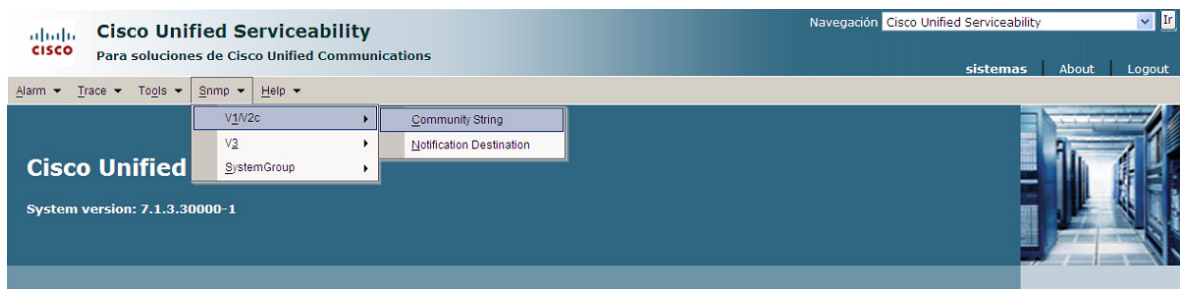 Cisco Unified Serviceability
Navegación Cisco Unified Serviceability Ir
CISCO
Para soluciones de Cisco Unified Communications
sistemas About Logout
Alarm Trace Tools Snmp Help
V1/V2c Community String
V3 Notification Destination
SystemGroup
Cisco Unified
System version: 7.1.3.30000-1